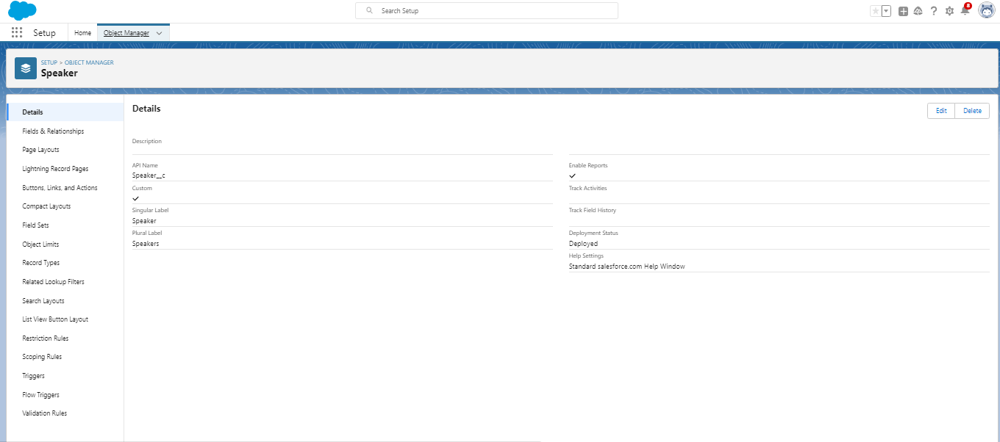 Search Setup
8
Setup
Home
Object Manager
SETUP > OBJECT MANAGER
Speaker
Details
Fields & Relationships
Page Layouts
Lightning Record Pages
Buttons, Links, and Actions
Compact Layouts
Field Sets
Object Limits
Record Types
Related Lookup Filters
Search Layouts
List View Button Layout
Restriction Rules
Scoping Rules
Triggers
Flow Triggers
Validation Rules
Details
Edit
Delete
Description
API Name
Speaker__c
Custom
Singular Label
Speaker
Plural Label
Speakers
Enable Reports
Track Activities
Track Field History
Deployment Status
Deployed
Help Settings
Standard salesforce.com Help Window